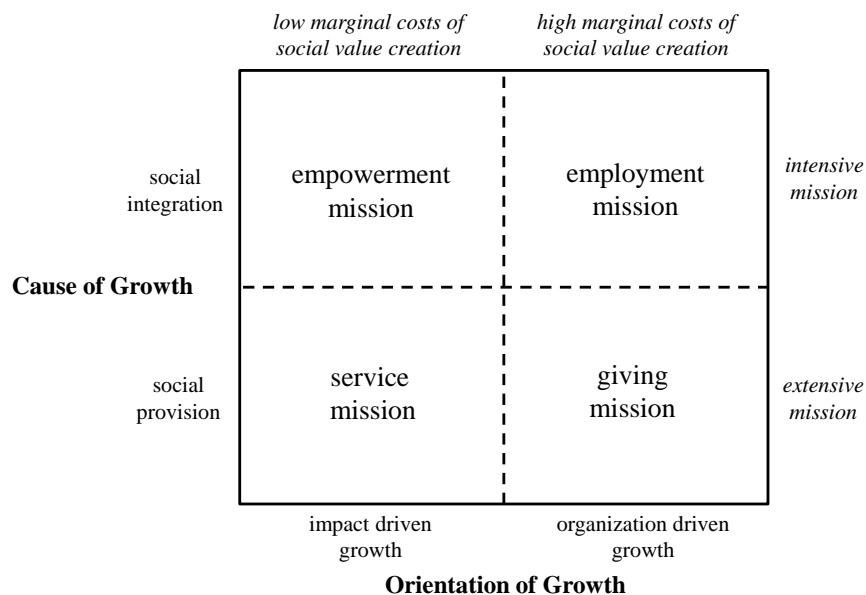 low marginal costs of
social value creation
high marginal costs of
social value creation
social
integration
empowerment
mission
employment
mission
intensive
mission
Cause of Growth
social
provision
service
mission
giving
mission
extensive
mission
impact driven
growth
organization driven
growth
Orientation of Growth